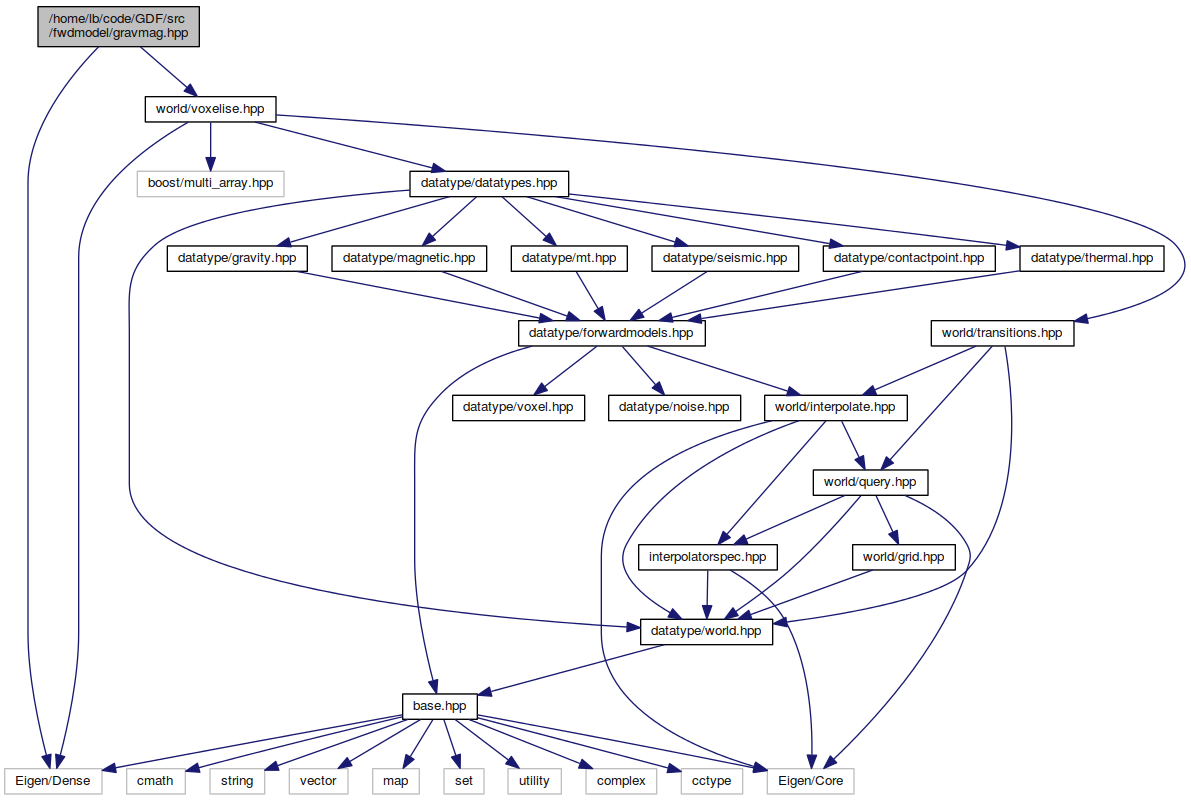 /home/lb/code/GDF/src
/fwdmodel/gravmag.hpp
world/voxelise.hpp
boost/multi_array.hpp
datatype/datatypes.hpp
datatype/gravity.hpp
datatype/magnetic.hpp
datatype/mt.hpp
datatype/seismic.hpp
datatype/contactpoint.hpp
datatype/thermal.hpp
datatype/forwardmodels.hpp
world/transitions.hpp
datatype/voxel.hpp
datatype/noise.hpp
world/interpolate.hpp
world/query.hpp
interpolatorspec.hpp
world/grid.hpp
datatype/world.hpp
base.hpp
Eigen/Dense
cmath
string
vector
map
set
utility
complex
cctype
Eigen/Core